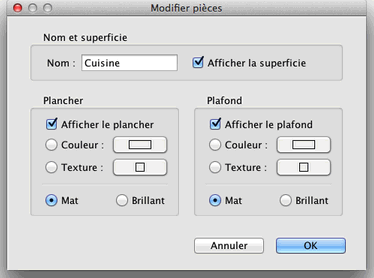 Modifier pièces
Nom et superficie
Nom : Cuisine Afficher la superficie
Plancher Plafond
Afficher le plancher Afficher le plafond
Couleur : Couleur :
Texture : Texture :
Mat Brillant Mat Brillant
Annuler OK